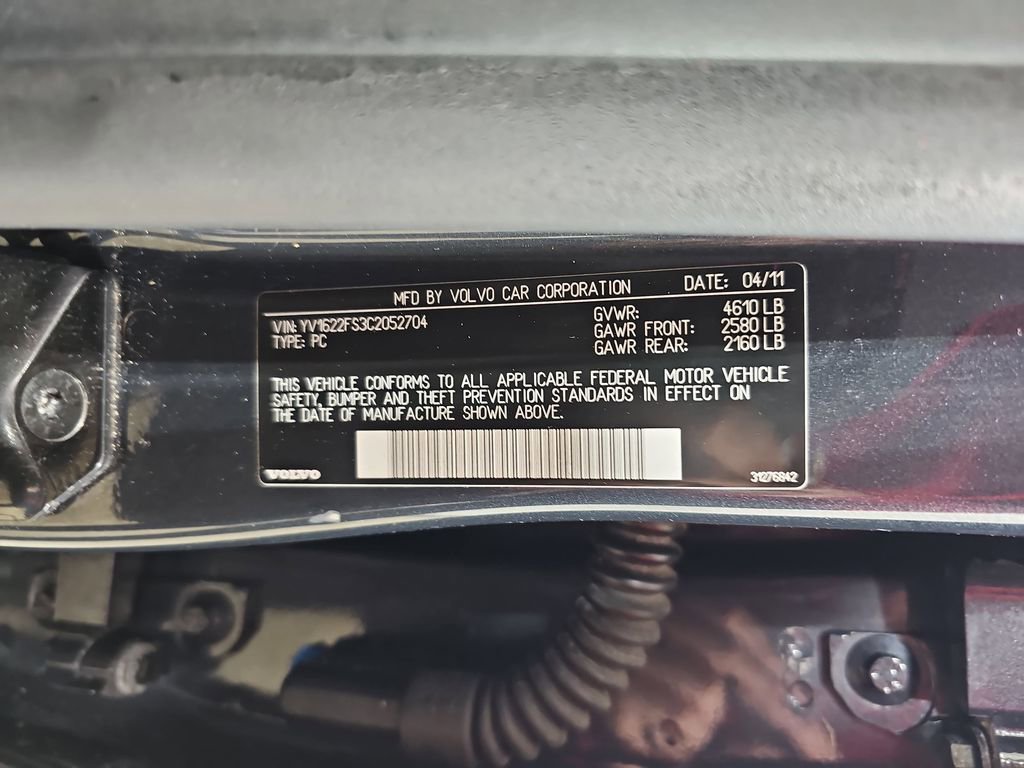 MFD BY VOLVO CAR CORPORATION DATE: 04/11
VIN: YV1622FS3C2052704 GVWR: 4610 LB
TYPE: PC GAWR FRONT: 2580 LB
GAWR REAR: 2160 LB
THIS VEHICLE CONFORMS TO ALL APPLICABLE FEDERAL MOTOR VEHICLE
SAFETY, BUMPER AND THEFT PREVENTION STANDARDS IN EFFECT ON
THE DATE OF MANUFACTURE SHOWN ABOVE.
VOLVO 31276842